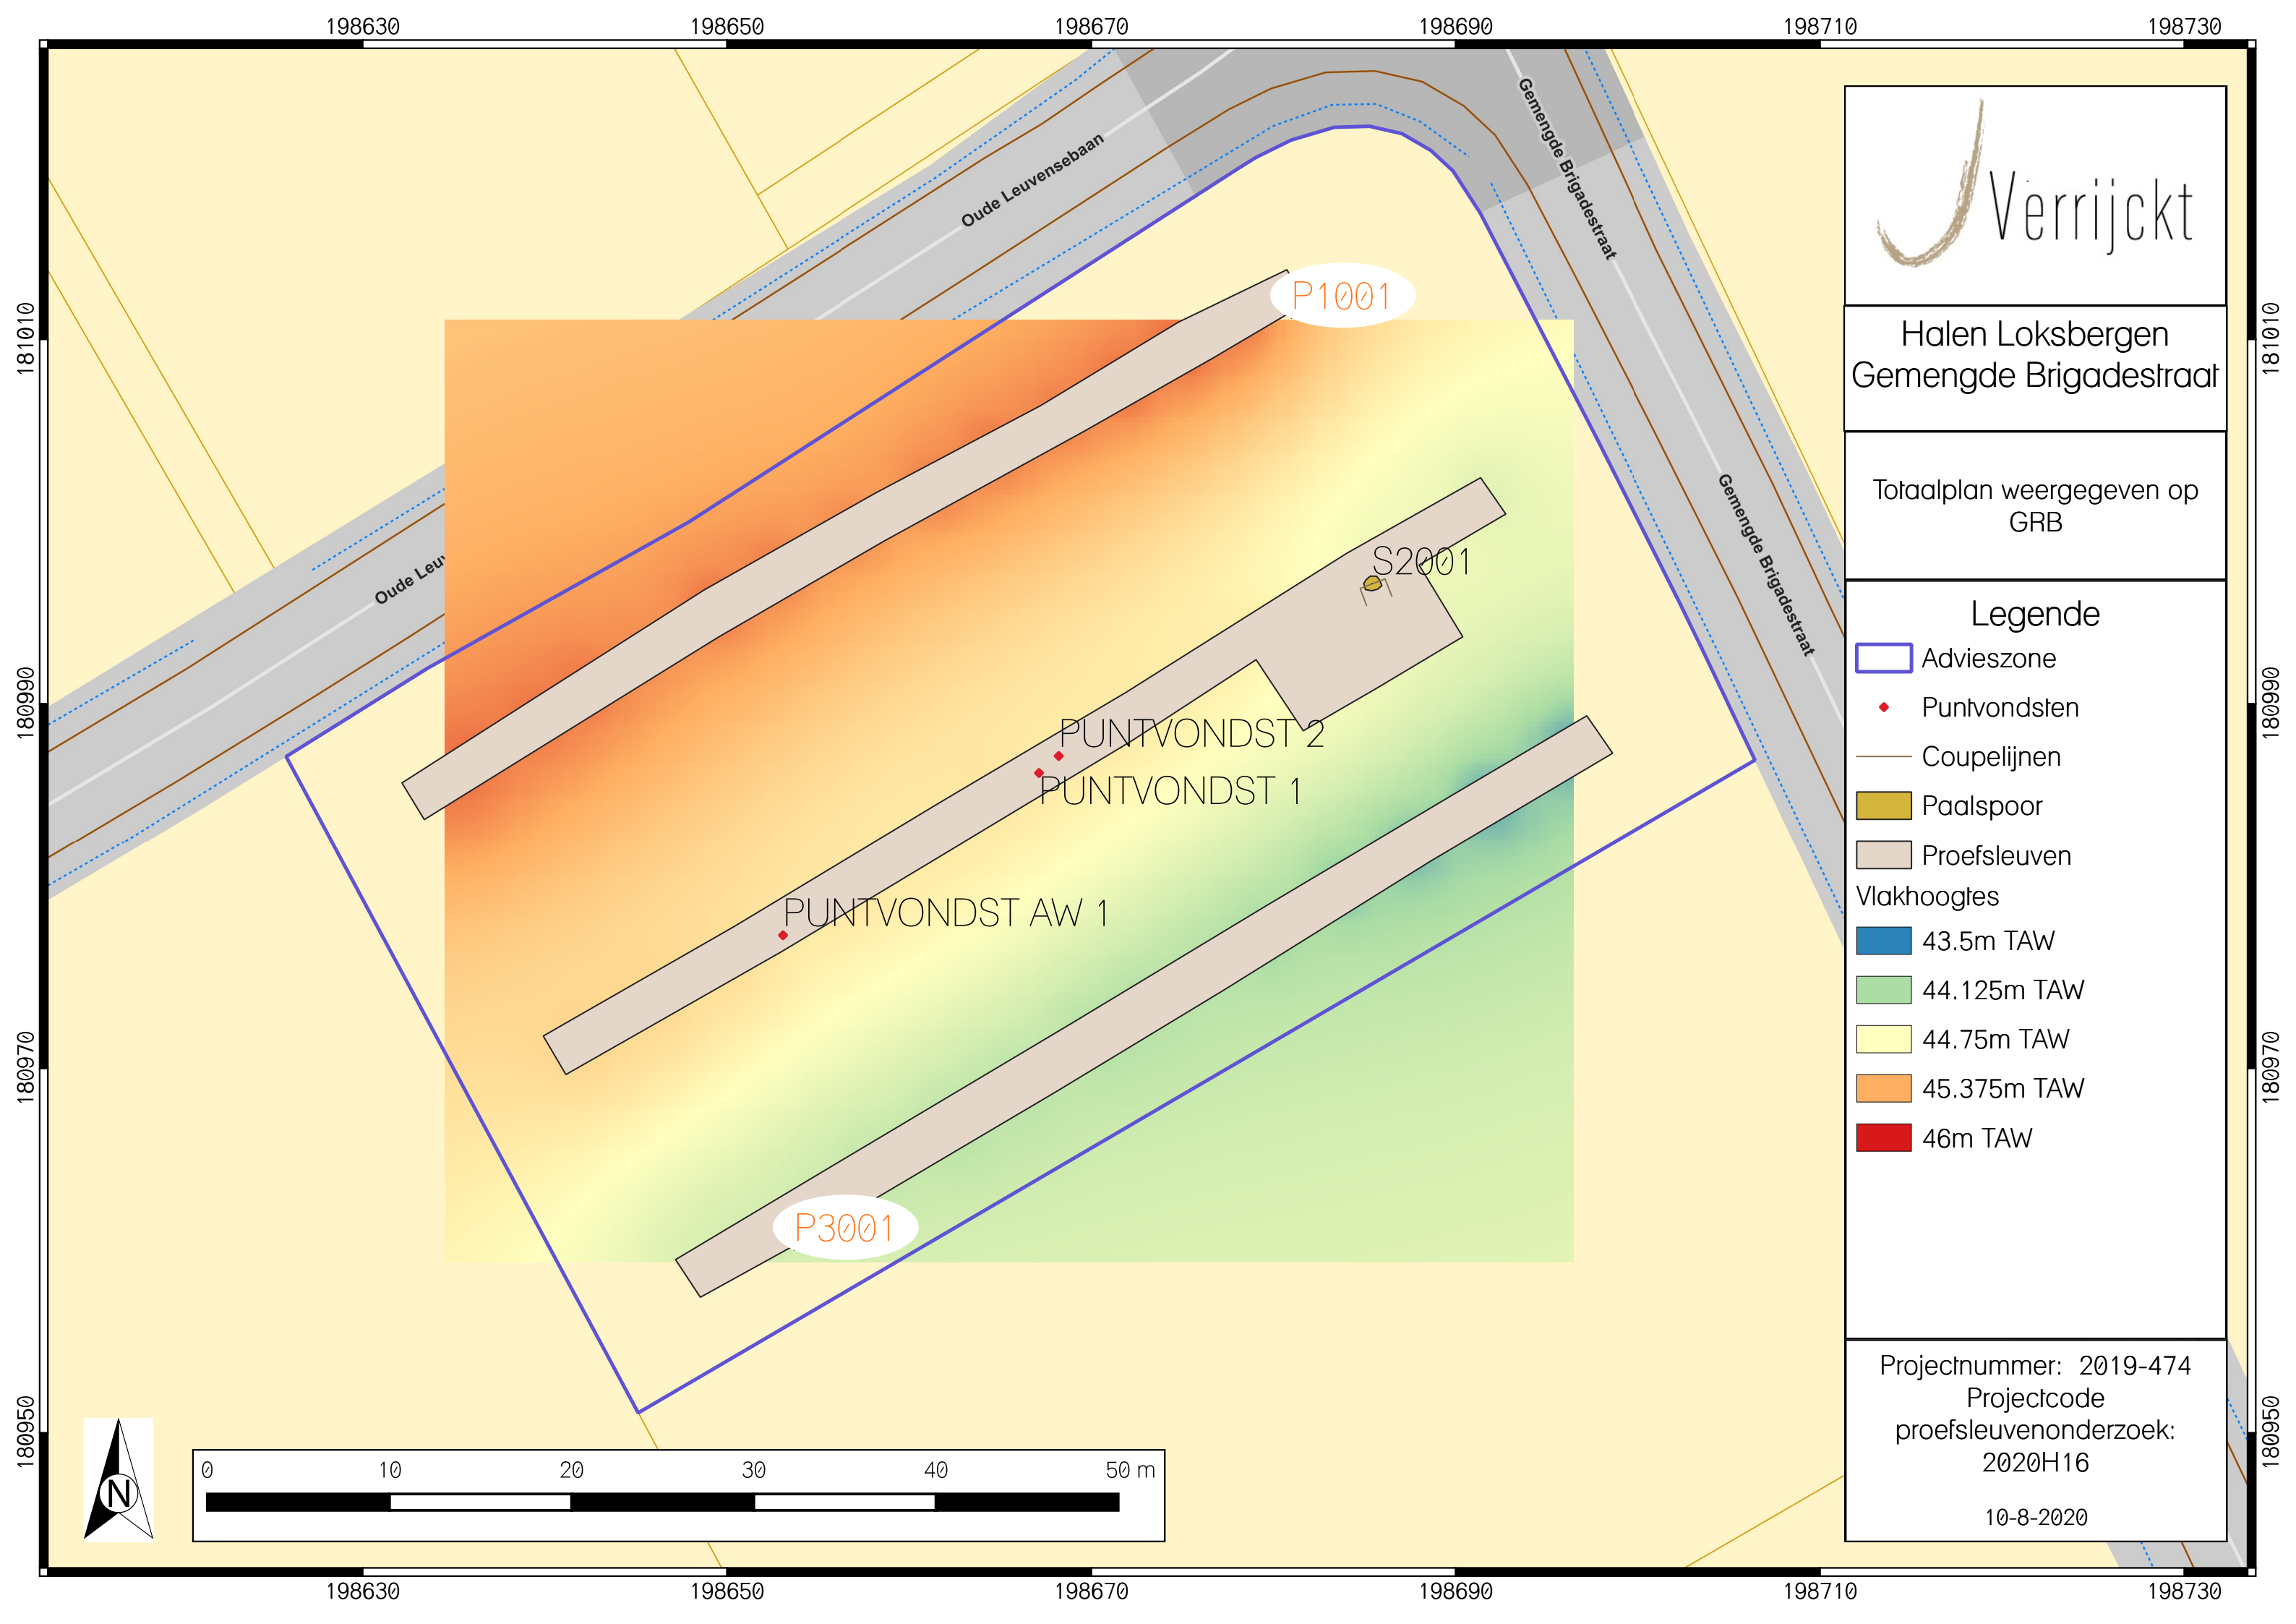 198630 198650 198670 198690 198710 198730
181010
180990
180970
180950
Oude Leuvensebaan
Gemengde Brigadestraat
Oude Leuv
Gemengde Brigadestraat
P1001
S2001
PUNTVONDST 2
PUNTVONDST 1
PUNTVONDST AW 1
P3001
0 10 20 30 40 50 m
N
Verrijckt
Halen Loksbergen
Gemengde Brigadestraat
Totaalplan weergegeven op
GRB
Legende
Advieszone
Puntvondsten
Coupelijnen
Paalspoor
Proefsleuven
Vlakhoogtes
43.5m TAW
44.125m TAW
44.75m TAW
45.375m TAW
46m TAW
Projectnummer: 2019-474
Projectcode
proefsleuvenonderzoek:
2020H16
10-8-2020
181010
180990
180970
180950
198630 198650 198670 198690 198710 198730